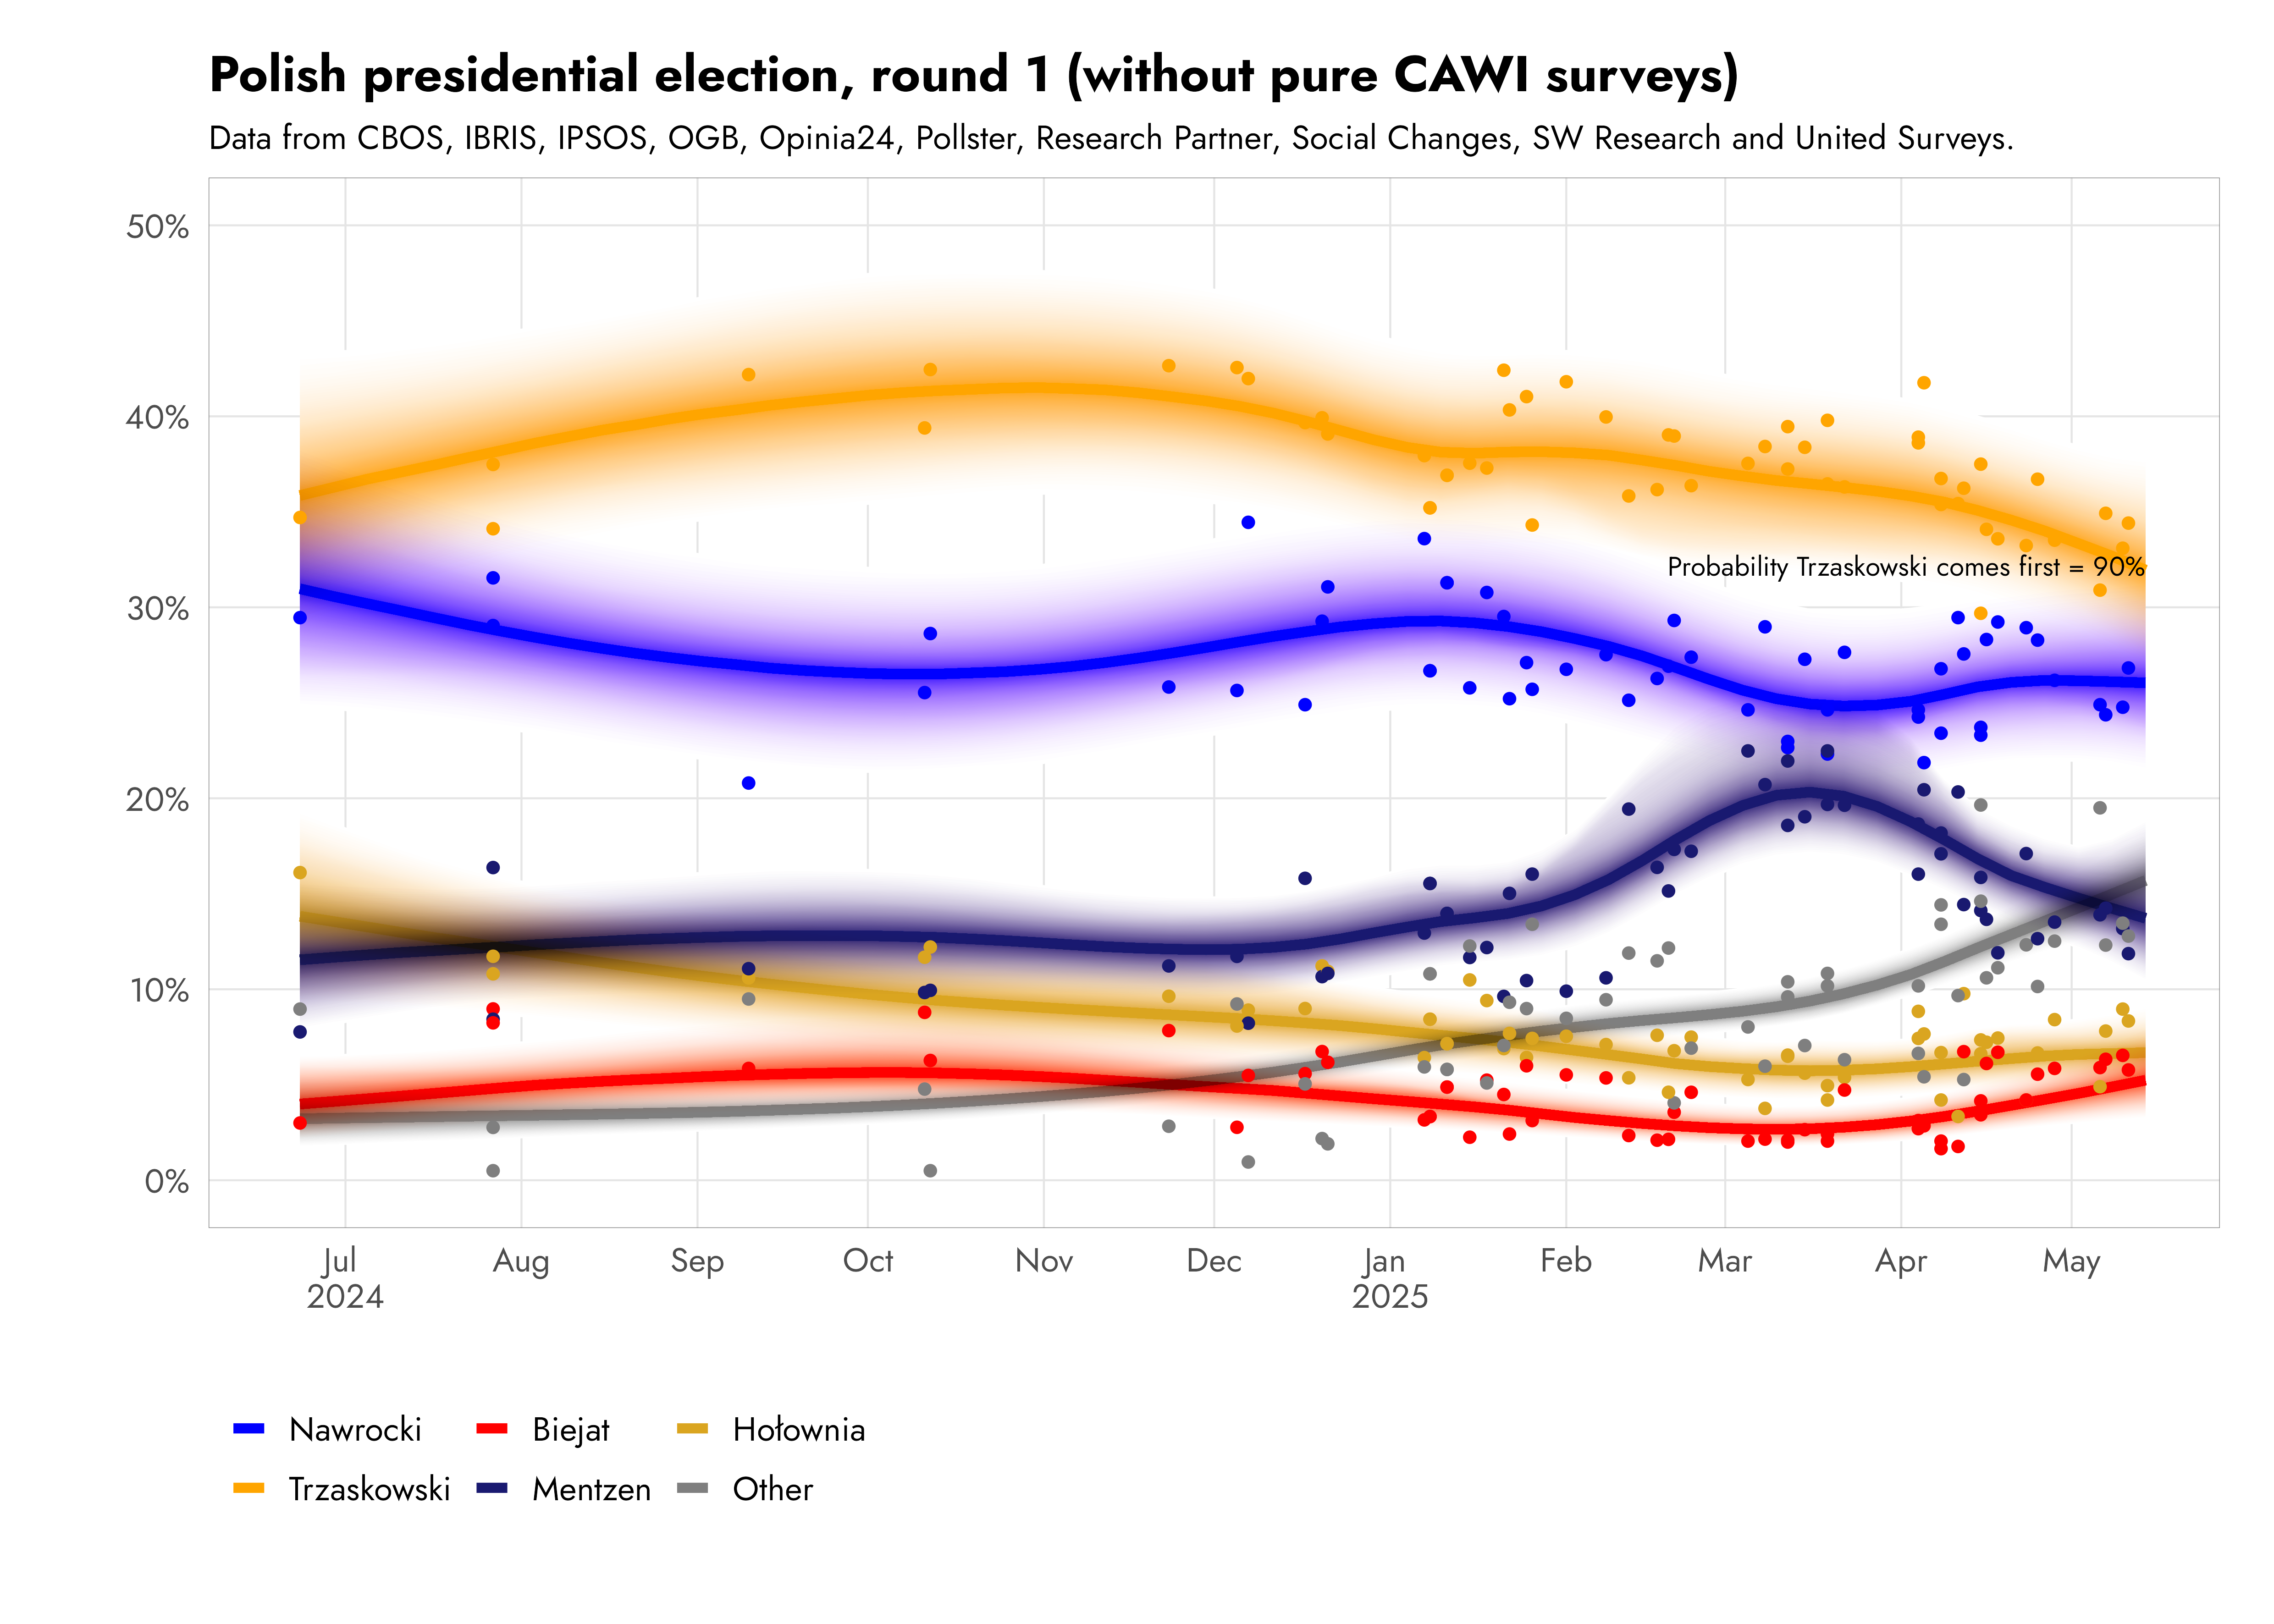 Polish presidential election, round 1 (without pure CAWI surveys)
Data from CBOS, IBRIS, IPSOS, OGB, Opinia24, Pollster, Research Partner, Social Changes, SW Research and United Surveys.
50%
40%
30%
20%
10%
0%
Probability Trzaskowski comes first = 90%
Jul Aug Sep Oct Nov Dec Jan Feb Mar Apr May
2024 2025
Nawrocki Biejat Hołownia
Trzaskowski Mentzen Other